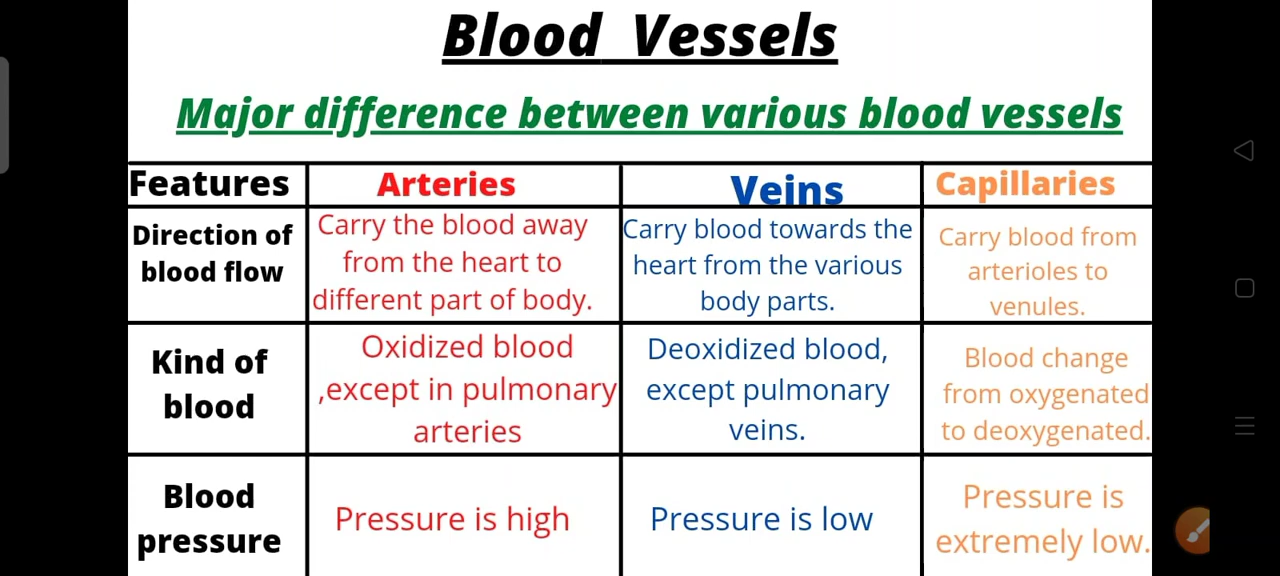 Blood Vessels
Major difference between various blood vessels
Features
Arteries
Veins
Capillaries
Direction of
blood flow
Carry the blood away
from the heart to
different part of body.
Carry blood towards the
heart from the various
body parts.
Carry blood from
arterioles to
venules.
Kind of
blood
Oxidized blood
,except in pulmonary
arteries
Deoxidized blood,
except pulmonary
veins.
Blood change
from oxygenated
to deoxygenated.
Blood
pressure
Pressure is high
Pressure is low
Pressure is
extremely low.